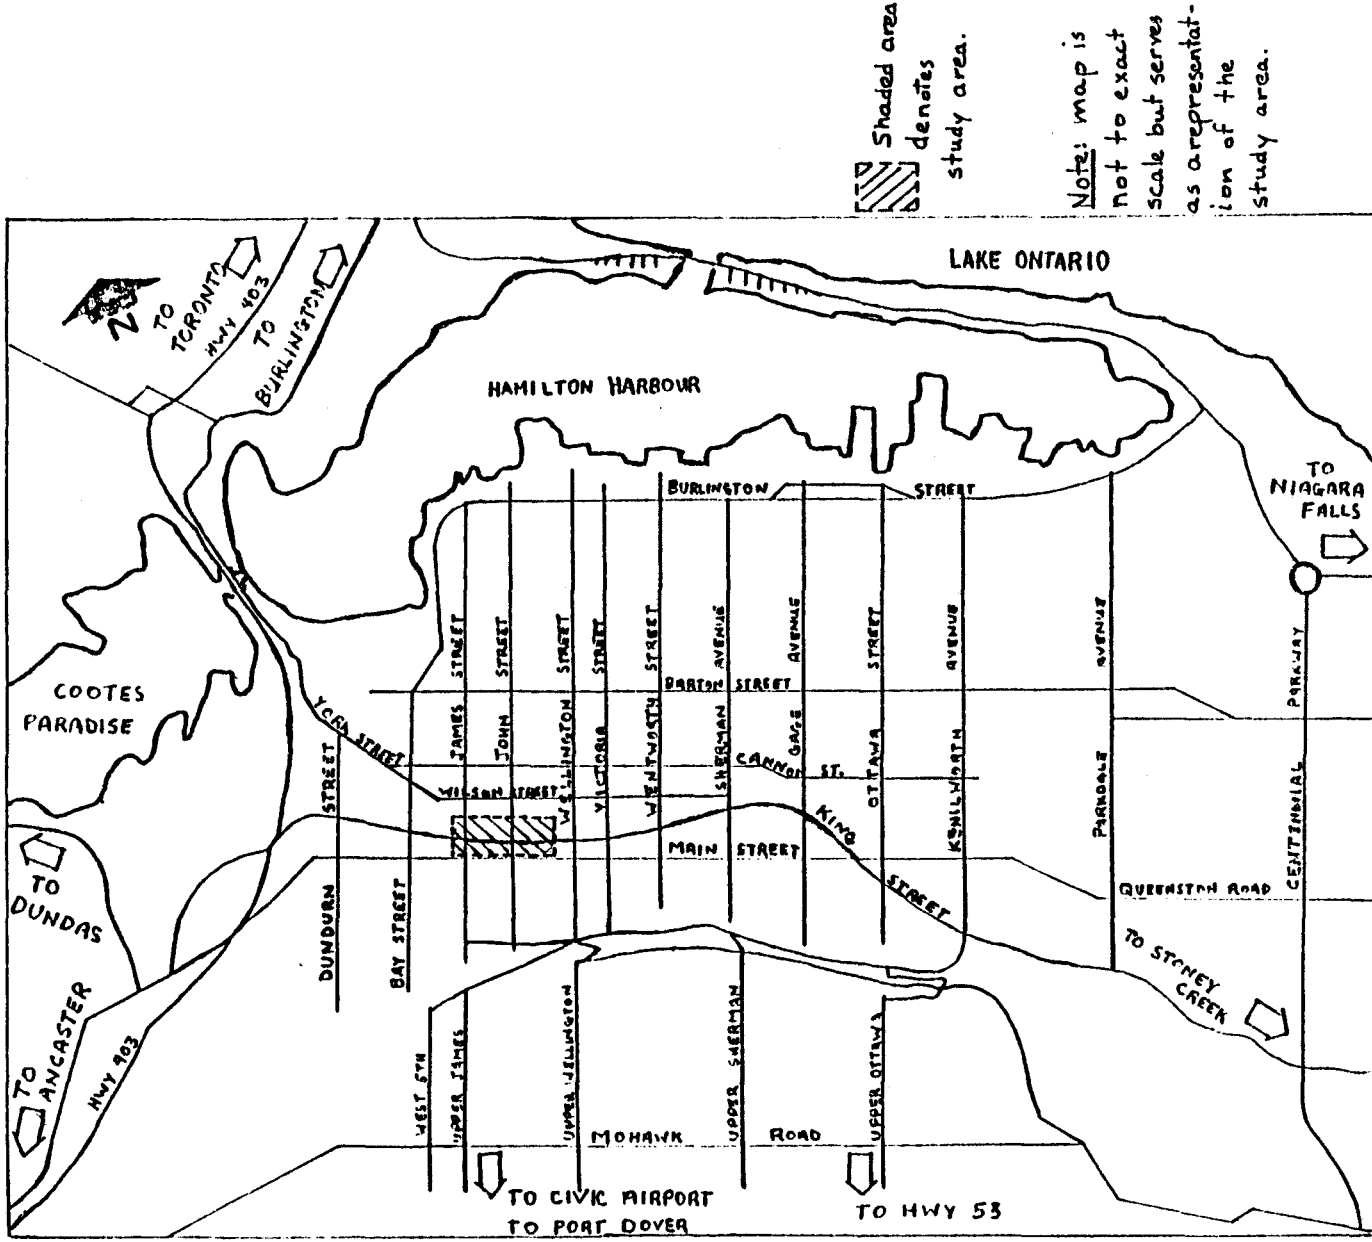 Shaded area
denotes
study area.
Note: map is
not to exact
scale but serves
as a representat-
ion of the
study area.
LAKE ONTARIO
N
TO
TORONTO
HWY 403
TO
BURLINGTON
HAMILTON HARBOUR
TO
NIAGARA
FALLS
BURLINGTON STREET
COOTES
PARADISE
BARTON STREET
YORK STREET
CANNON ST.
WILSON STREET
KING STREET
MAIN STREET
QUEENSTON ROAD
DUNDURN STREET
BAY STREET
JAMES STREET
JOHN STREET
WELLINGTON STREET
VICTORIA STREET
WENTWORTH STREET
SHERMAN AVENUE
GAGE AVENUE
OTTAWA STREET
KENILWORTH AVENUE
PARKDALE AVENUE
CENTENNIAL PARKWAY
TO
DUNDAS
TO
ANCASTER
HWY 403
TO STONEY
CREEK
WEST 5TH
UPPER JAMES
UPPER WELLINGTON
UPPER SHERMAN
UPPER OTTAWA
MOHAWK ROAD
TO CIVIC AIRPORT
TO PORT DOVER
TO HWY 53